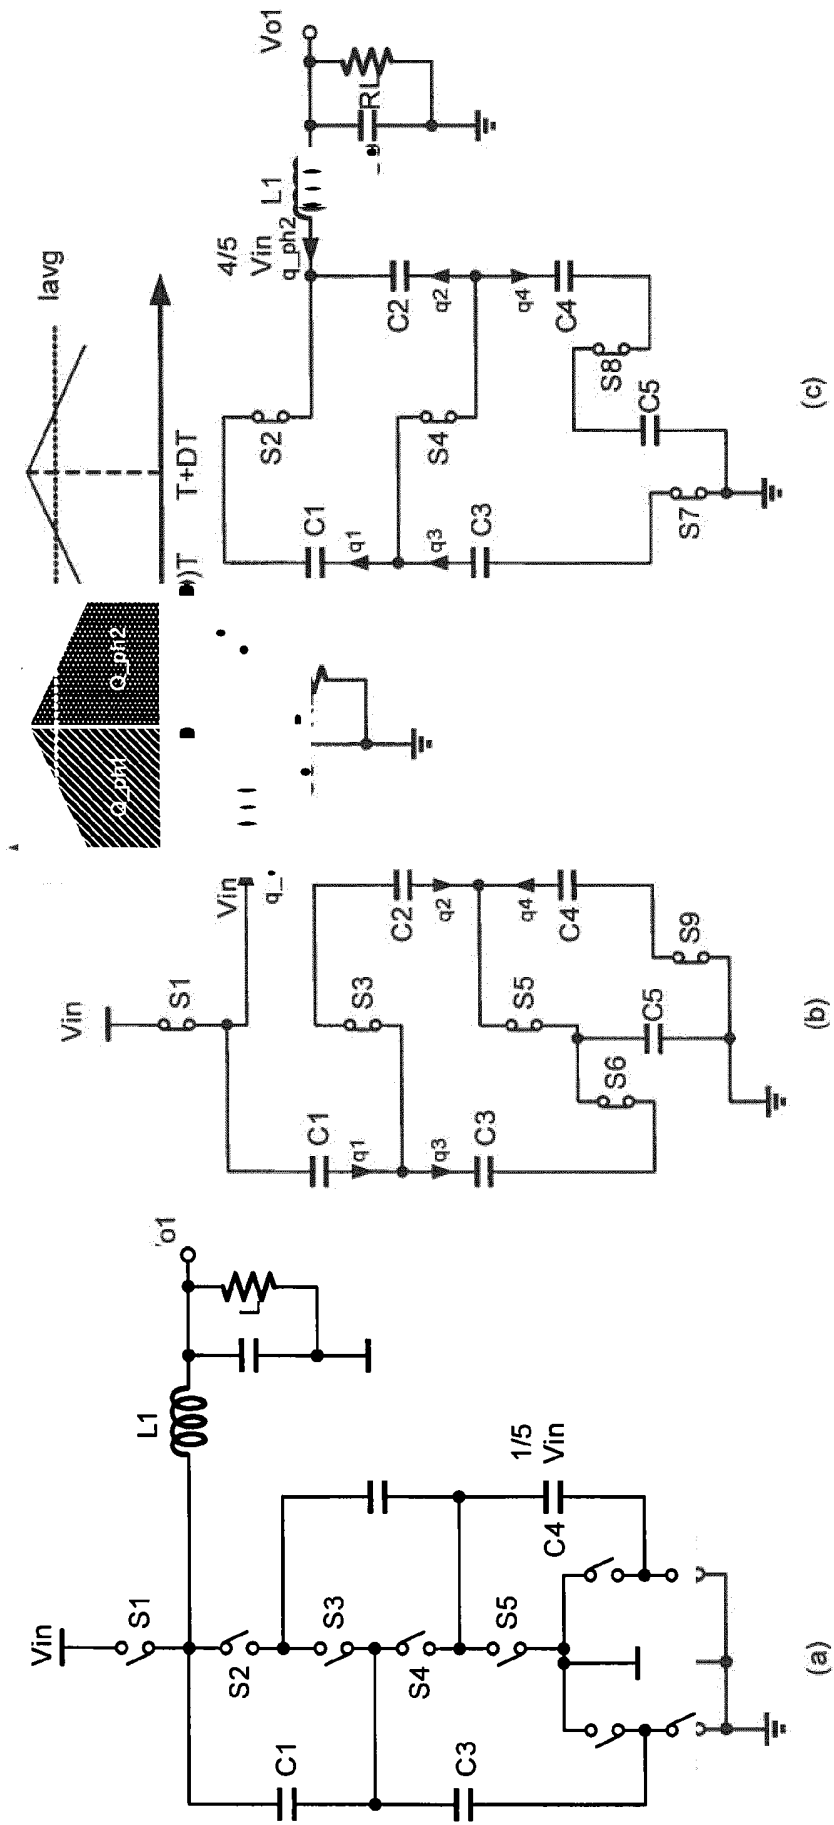 Vin
S1
L1
'o1
S2
C1
S3
S4
C3
S5
1/5
Vin
C4
(a)
Vin
S1
Vin
q_
C1
q1
S3
C2
q2
q3
C3
S5
q4
C4
S6
C5
S9
(b)
Q_ph1
Q_ph2
)T
T+DT
Iavg
4/5
Vin
q_ph2
L1
Vo1
RL
S2
C1
q1
C2
q2
S4
q3
C3
q4
C4
S8
C5
S7
(c)